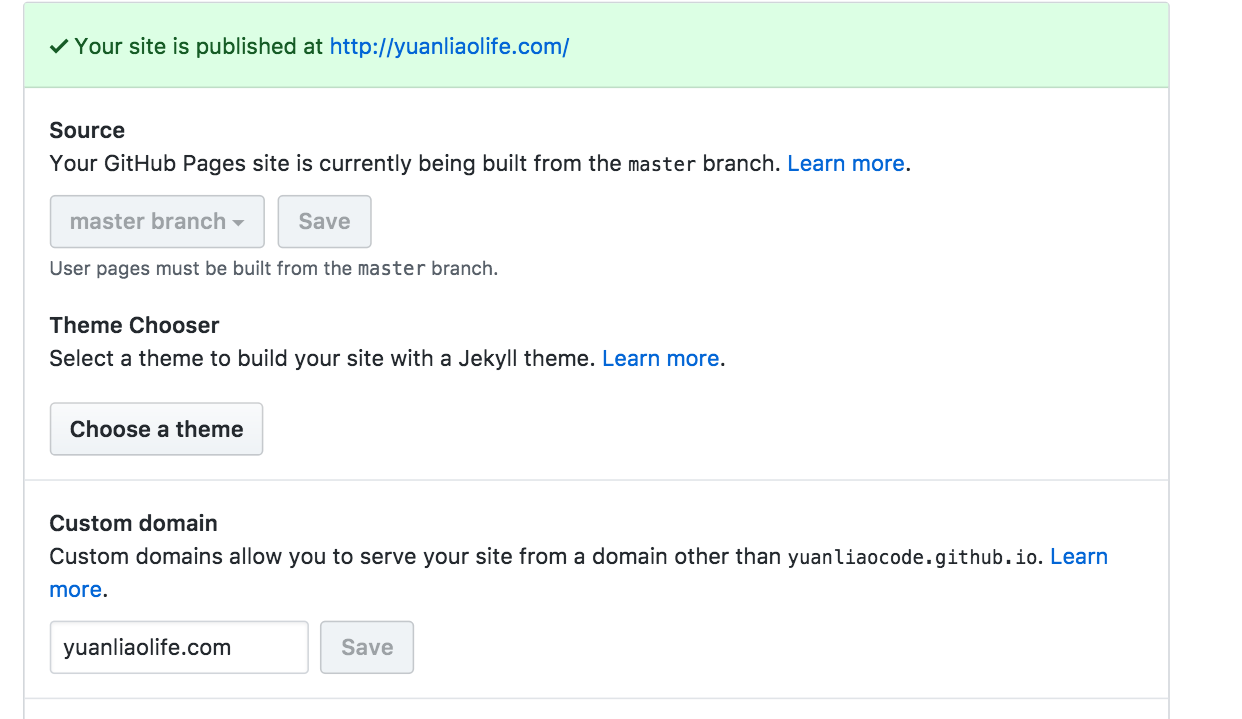 ✓ Your site is published at http://yuanliaolife.com/
Source
Your GitHub Pages site is currently being built from the master branch. Learn more.
master branch
Save
User pages must be built from the master branch.
Theme Chooser
Select a theme to build your site with a Jekyll theme. Learn more.
Choose a theme
Custom domain
Custom domains allow you to serve your site from a domain other than yuanliaocode.github.io. Learn
more.
yuanliaolife.com
Save